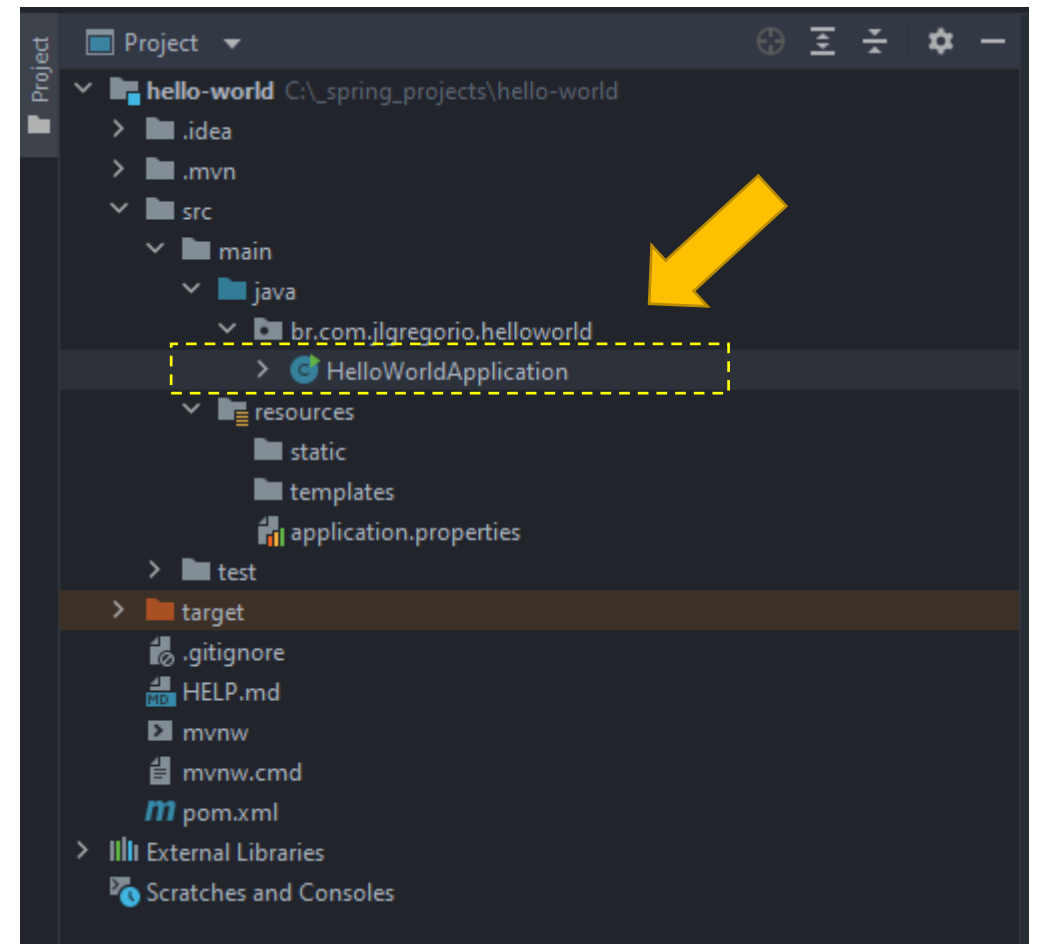 Project
Project
hello-world C:\_spring_projects\hello-world
.idea
.mvn
src
main
java
br.com.jlgregorio.helloworld
C HelloWorldApplication
resources
static
templates
application.properties
test
target
.gitignore
MD HELP.md
mvnw
mvnw.cmd
m pom.xml
External Libraries
Scratches and Consoles